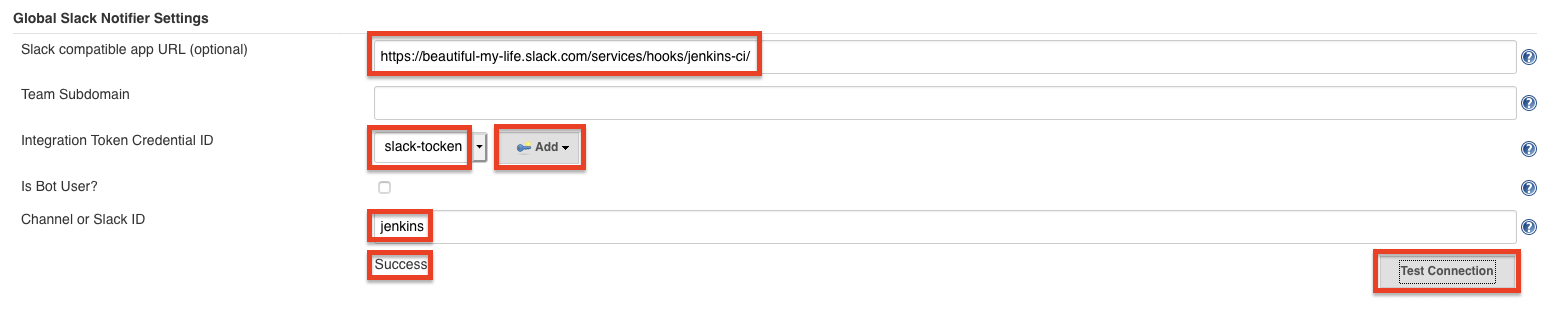 Global Slack Notifier Settings
Slack compatible app URL (optional) https://beautiful-my-life.slack.com/services/hooks/jenkins-ci/
Team Subdomain
Integration Token Credential ID slack-tocken Add
Is Bot User?
Channel or Slack ID jenkins
Success Test Connection